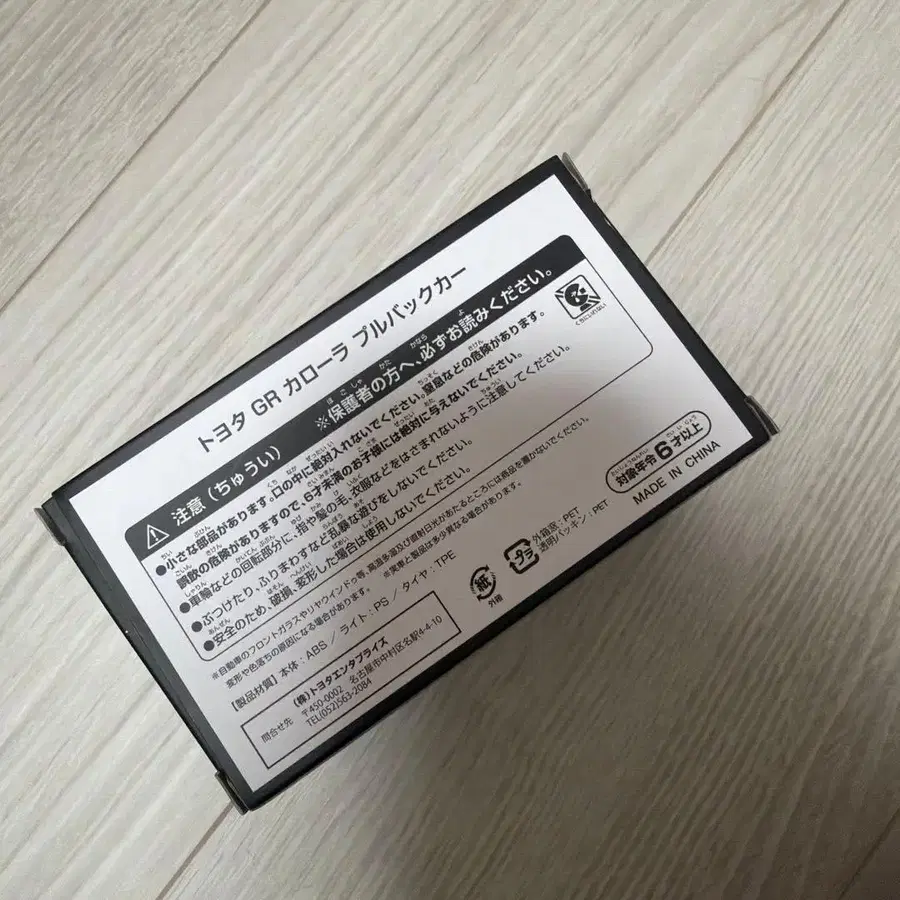 トヨタ GR カローラ プルバックカー
注意(ちゅうい) ※保護者の方へ、必ずお読みください。
くちにいれない
●小さな部品があります。口の中に絶対入れないでください。窒息などの危険があります。
誤飲の危険がありますので、6才未満のお子様には絶対に与えないでください。
●車輪などの回転部分に、指や髪の毛、衣服などをはさまれないように注意してください。
●ぶつけたり、ふりまわすなど乱暴な遊びをしないでください。
●安全のため、破損、変形した場合は使用しないでください。
※自動車のフロントガラスやリヤウインドゥ等、高温多湿及び直射日光があたるところには商品を置かないでください。
変形や色落ちの原因になる場合があります。 ※実車と製品は多少異なる場合があります。
【製品材質】本体:ABS / ライト:PS / タイヤ:TPE
問合せ先
(株)トヨタエンタプライズ
〒450-0002 名古屋市中村区名駅4-4-10
TEL(052)563-2084
紙
外箱
プラ
外箱窓:PET
透明パッキン:PET
対象年令6才以上
MADE IN CHINA